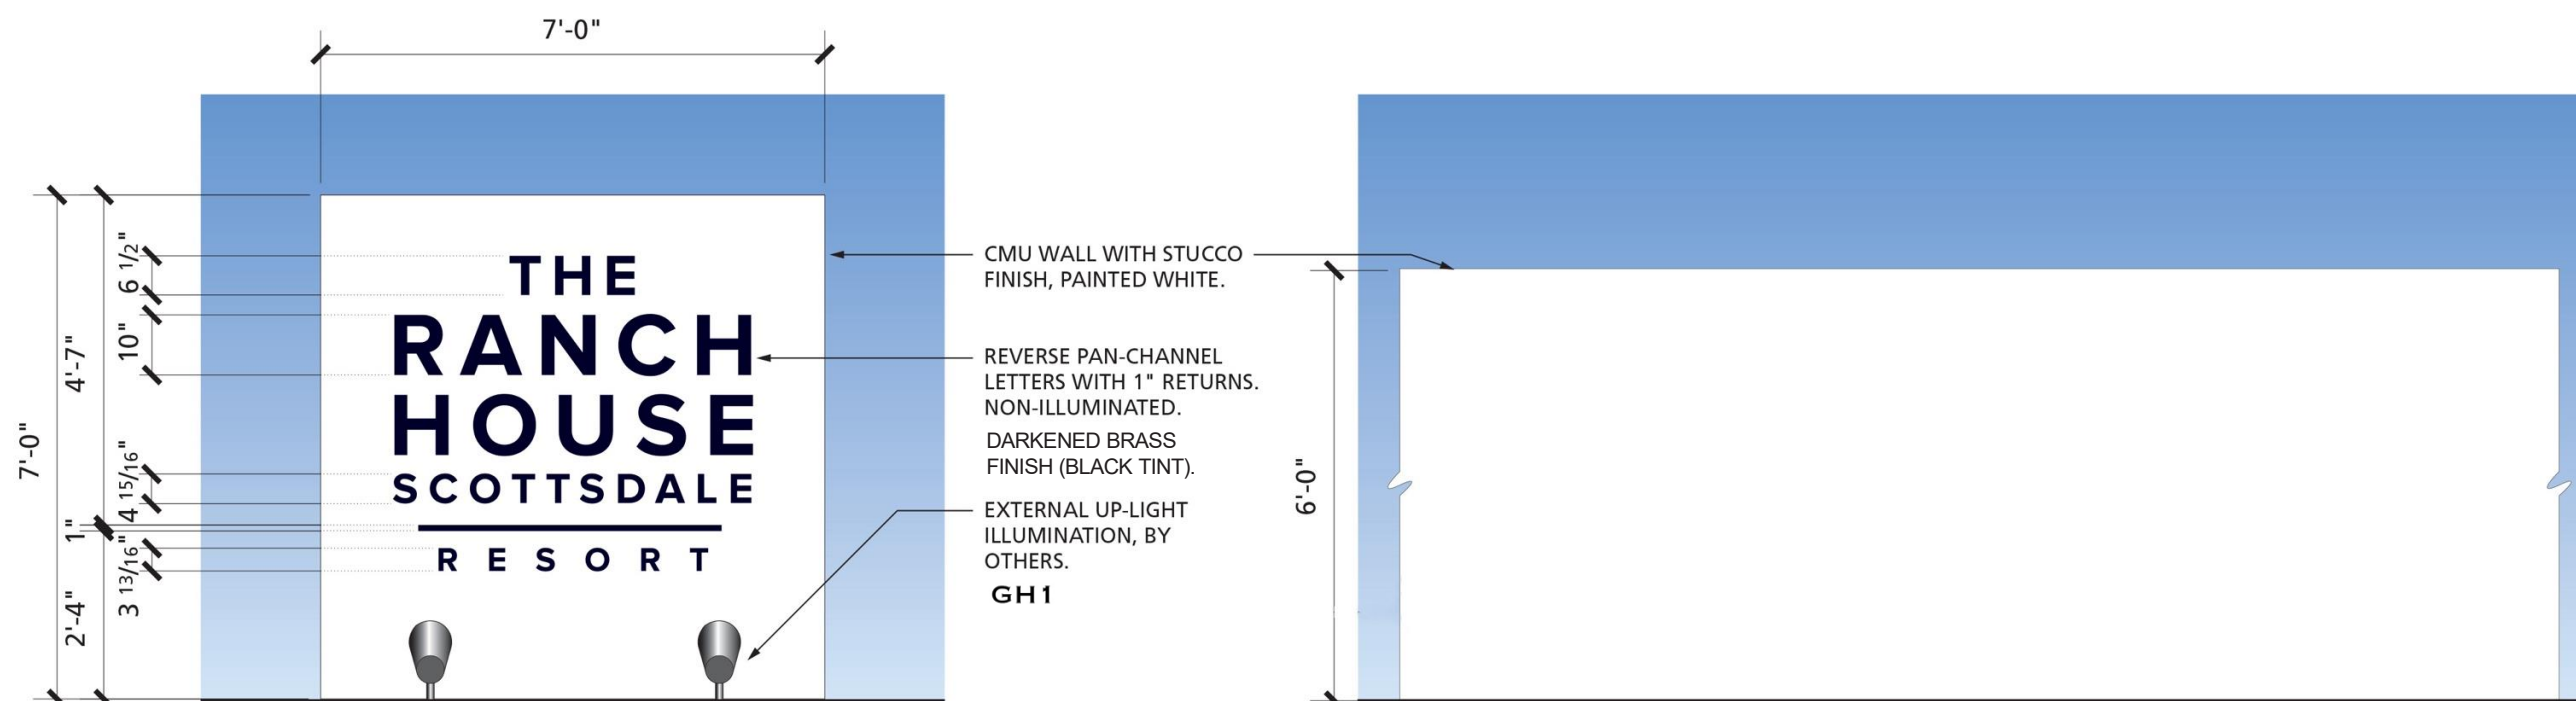 7'-0"
7'-0"
4'-7"
1"
2'-4"
6 1/2"
10"
4 15/16"
3 13/16"
THE
RANCH
HOUSE
SCOTTSDALE
RESORT
CMU WALL WITH STUCCO
FINISH, PAINTED WHITE.
REVERSE PAN-CHANNEL
LETTERS WITH 1" RETURNS.
NON-ILLUMINATED.
DARKENED BRASS
FINISH (BLACK TINT).
EXTERNAL UP-LIGHT
ILLUMINATION, BY
OTHERS.
GH1
6'-0"